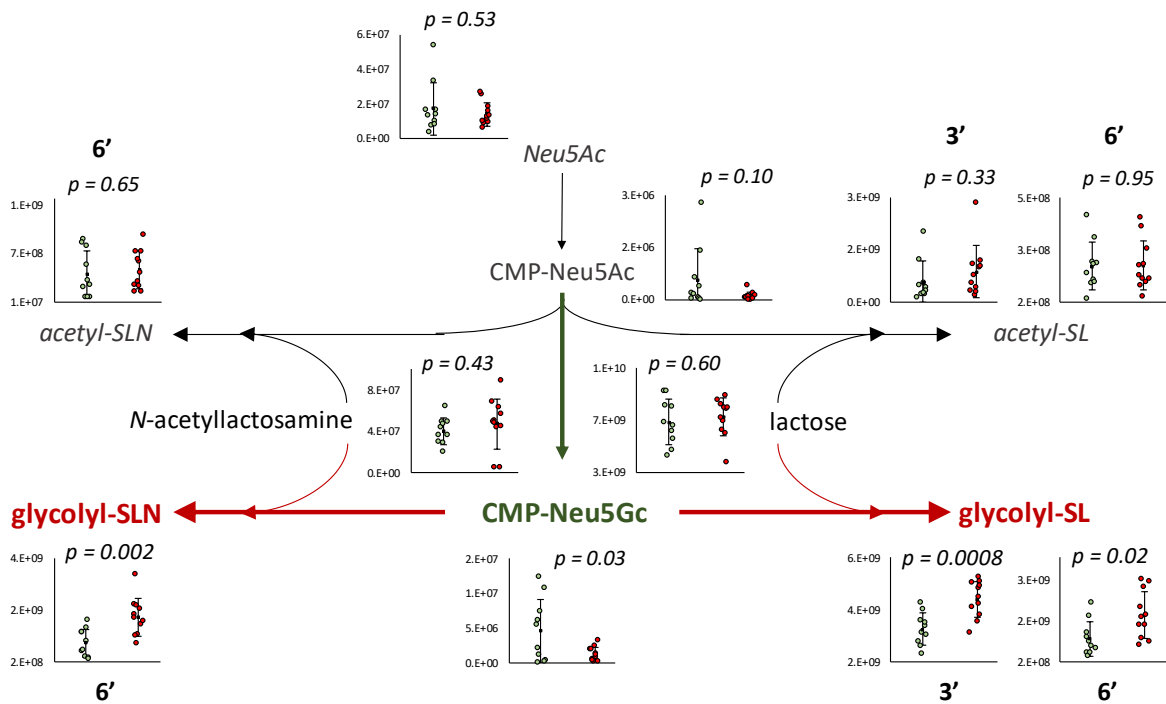 p = 0.53
6.E+07
4.E+07
2.E+07
0.E+00
Neu5Ac
6'
p = 0.65
1.E+09
7.E+08
1.E+07
acetyl-SLN
p = 0.10
3.E+06
2.E+06
0.E+00
CMP-Neu5Ac
3'
p = 0.33
3.E+09
2.E+09
0.E+00
6'
p = 0.95
5.E+08
3.E+08
2.E+08
acetyl-SL
N-acetyllactosamine
p = 0.43
8.E+07
4.E+07
0.E+00
p = 0.60
1.E+10
7.E+09
3.E+09
lactose
glycolyl-SLN
CMP-Neu5Gc
glycolyl-SL
p = 0.002
4.E+09
2.E+09
2.E+08
6'
p = 0.03
2.E+07
1.E+07
5.E+06
0.E+00
p = 0.0008
6.E+09
4.E+09
2.E+09
3'
p = 0.02
3.E+09
2.E+09
2.E+08
6'